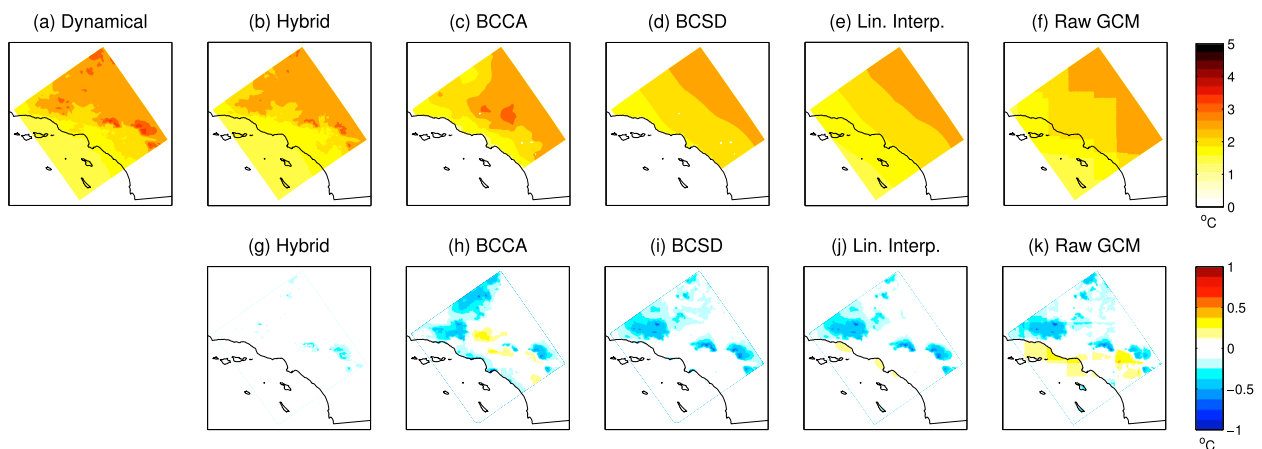 (a) Dynamical (b) Hybrid (c) BCCA (d) BCSD (e) Lin. Interp. (f) Raw GCM
5
4
3
2
1
0
°C
(g) Hybrid (h) BCCA (i) BCSD (j) Lin. Interp. (k) Raw GCM
1
0.5
0
−0.5
−1
°C